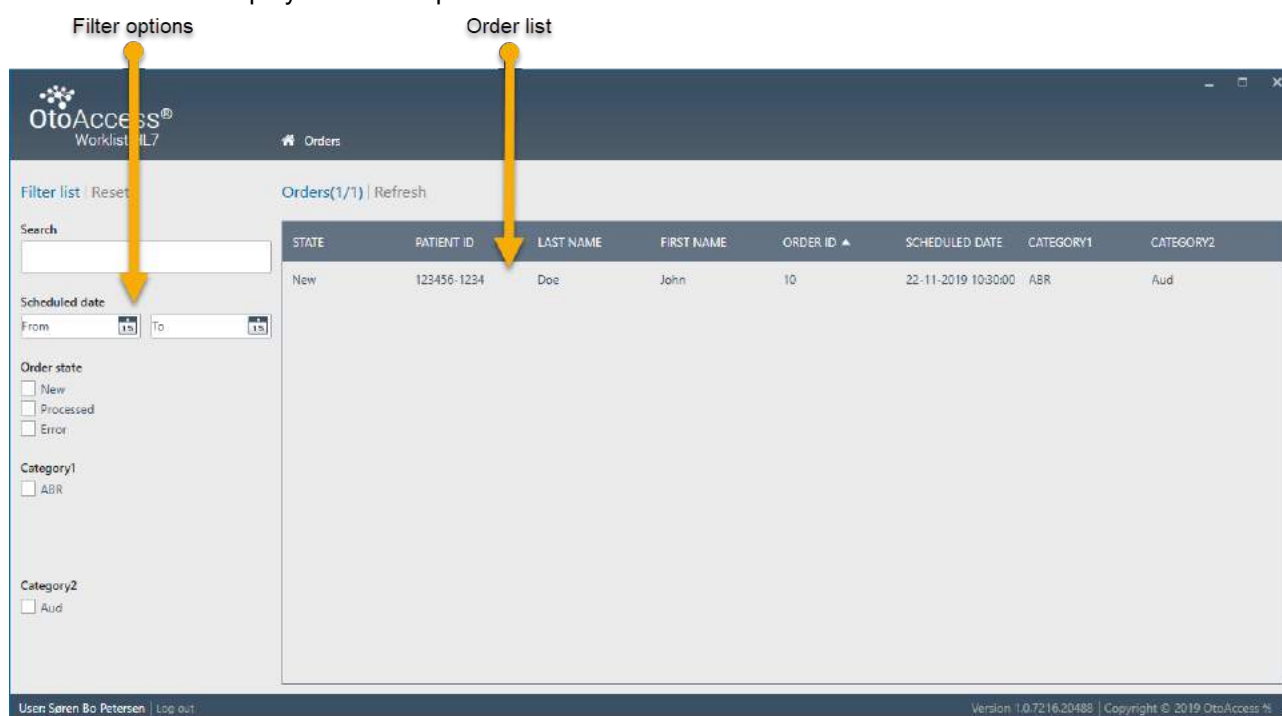 Filter options
Order list
OtoAccess®
Worklist HL7
Orders
Filter list | Reset
Orders(1/1) | Refresh
Search
STATE PATIENT ID LAST NAME FIRST NAME ORDER ID ▲ SCHEDULED DATE CATEGORY1 CATEGORY2
New 123456-1234 Doe John 10 22-11-2019 10:30:00 ABR Aud
Scheduled date
From 15 To 15
Order state
New
Processed
Error
Category1
ABR
Category2
Aud
User: Søren Bo Petersen | Log out
Version 1.0.7216.20488 | Copyright © 2019 OtoAccess